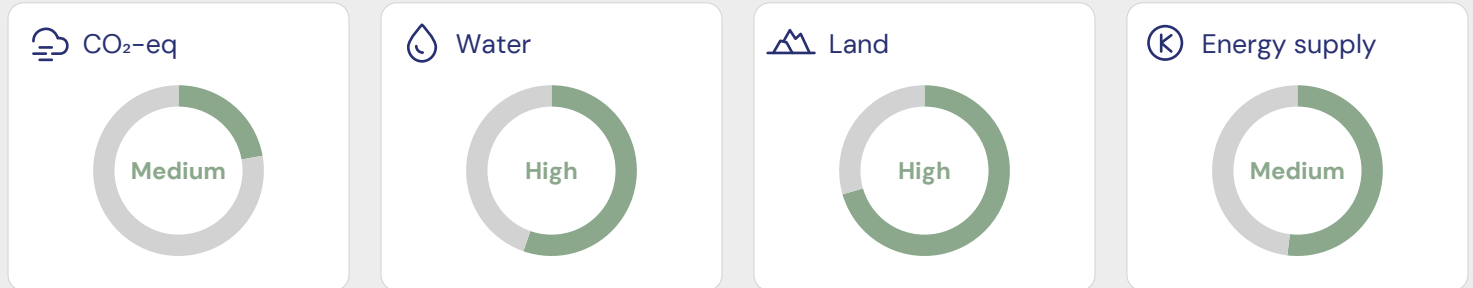 CO₂-eq
Medium
Water
High
Land
High
Energy supply
Medium